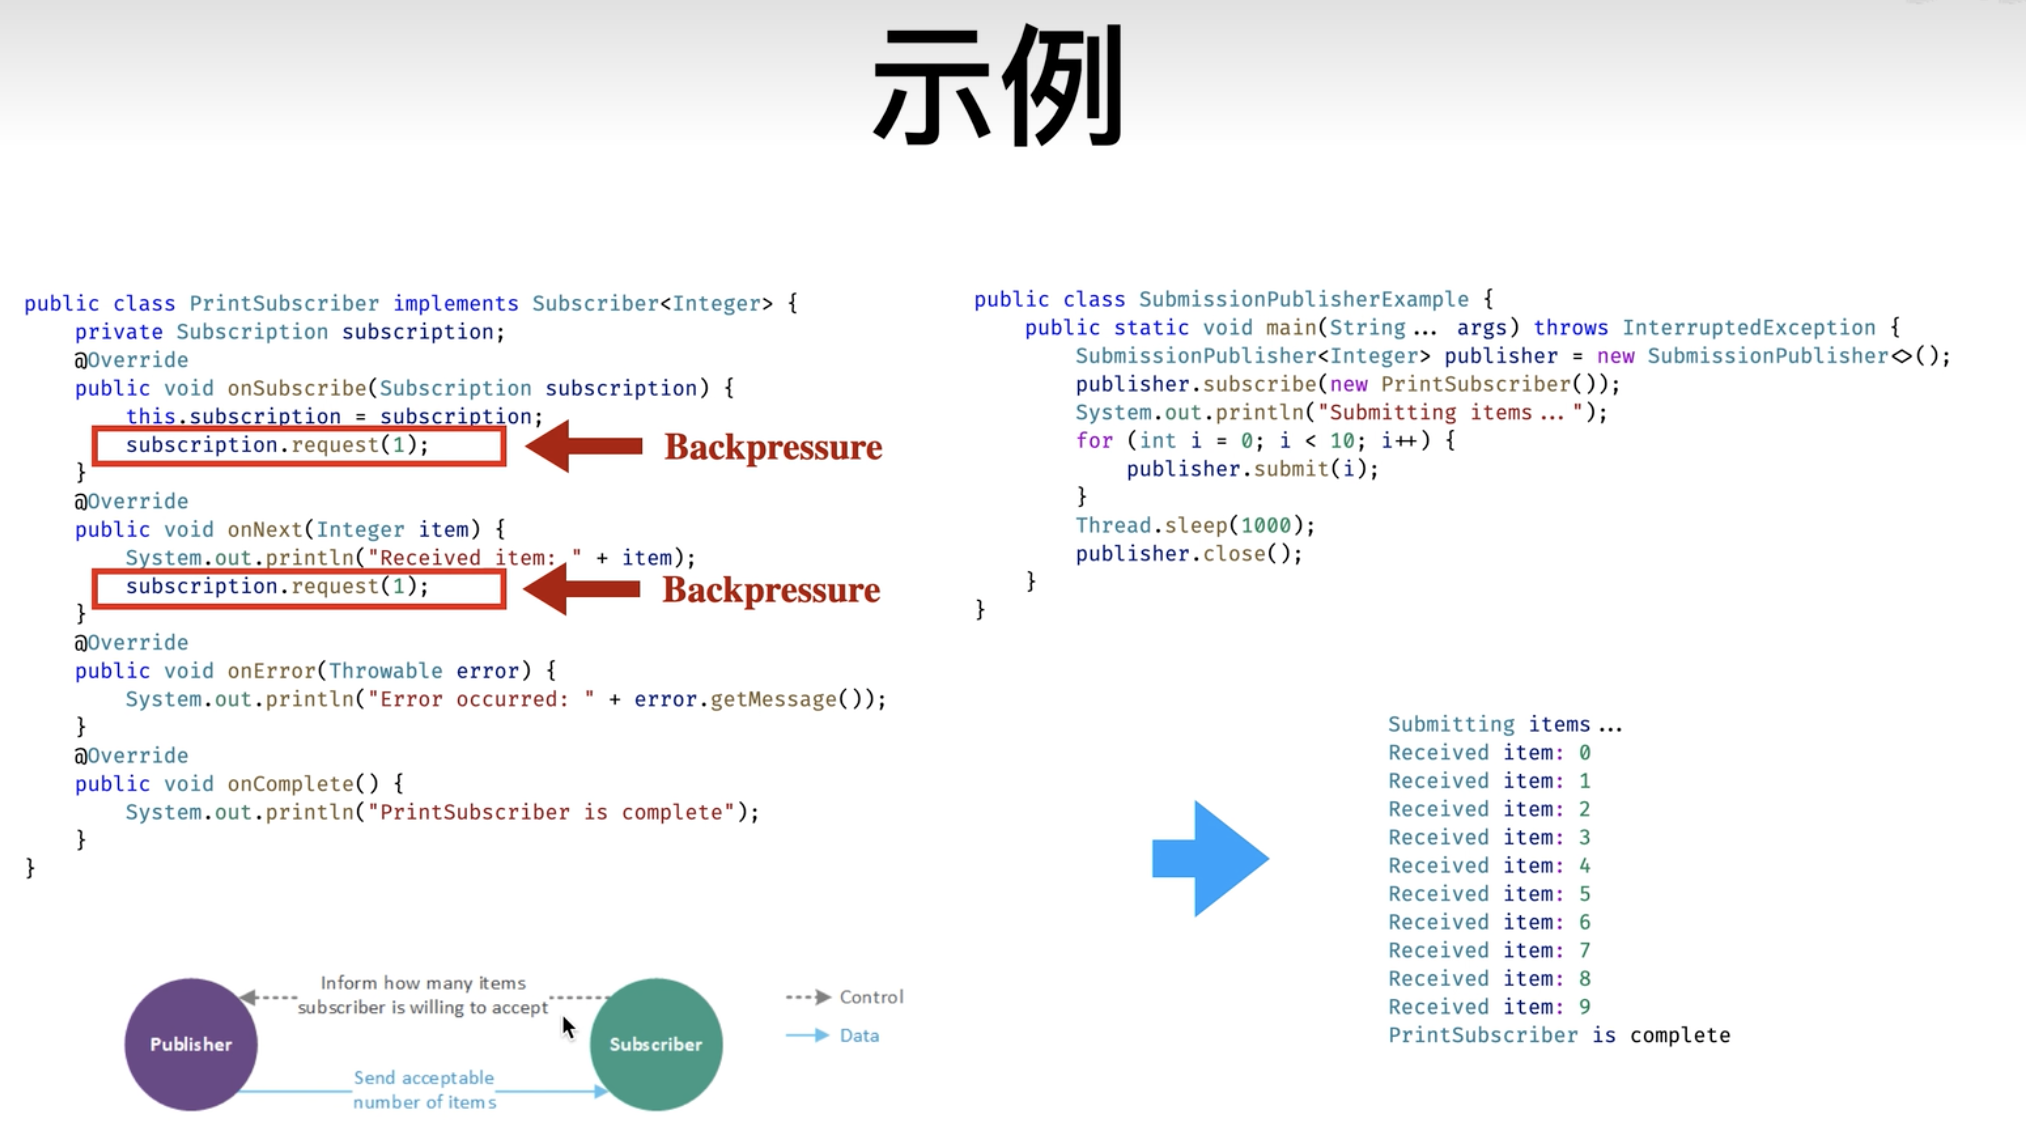 示例
public class PrintSubscriber implements Subscriber<Integer> {
    private Subscription subscription;
    @Override
    public void onSubscribe(Subscription subscription) {
        this.subscription = subscription;
        subscription.request(1);
    }
    @Override
    public void onNext(Integer item) {
        System.out.println("Received item: " + item);
        subscription.request(1);
    }
    @Override
    public void onError(Throwable error) {
        System.out.println("Error occurred: " + error.getMessage());
    }
    @Override
    public void onComplete() {
        System.out.println("PrintSubscriber is complete");
    }
}
Backpressure
Backpressure
public class SubmissionPublisherExample {
    public static void main(String... args) throws InterruptedException {
        SubmissionPublisher<Integer> publisher = new SubmissionPublisher<>();
        publisher.subscribe(new PrintSubscriber());
        System.out.println("Submitting items...");
        for (int i = 0; i < 10; i++) {
            publisher.submit(i);
        }
        Thread.sleep(1000);
        publisher.close();
    }
}
Submitting items...
Received item: 0
Received item: 1
Received item: 2
Received item: 3
Received item: 4
Received item: 5
Received item: 6
Received item: 7
Received item: 8
Received item: 9
PrintSubscriber is complete
Publisher
Inform how many items
subscriber is willing to accept
Send acceptable
number of items
Subscriber
Control
Data